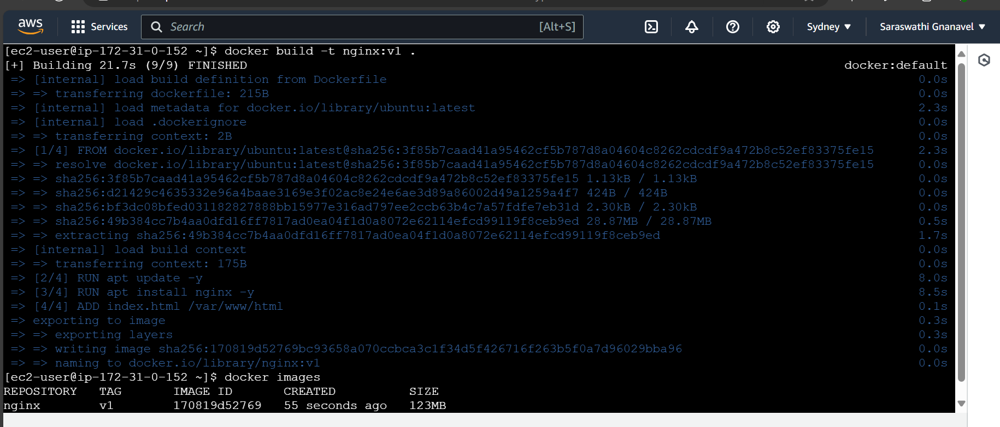 aws Services Search [Alt+S] Sydney Saraswathi Gnanavel
[ec2-user@ip-172-31-0-152 ~]$ docker build -t nginx:v1 .
[+] Building 21.7s (9/9) FINISHED docker:default
=> [internal] load build definition from Dockerfile 0.0s
=> => transferring dockerfile: 215B 0.0s
=> [internal] load metadata for docker.io/library/ubuntu:latest 2.3s
=> [internal] load .dockerignore 0.0s
=> => transferring context: 2B 0.0s
=> [1/4] FROM docker.io/library/ubuntu:latest@sha256:3f85b7caad41a95462cf5b787d8a04604c8262cdcdf9a472b8c52ef83375fe15 2.3s
=> => resolve docker.io/library/ubuntu:latest@sha256:3f85b7caad41a95462cf5b787d8a04604c8262cdcdf9a472b8c52ef83375fe15 0.0s
=> => sha256:3f85b7caad41a95462cf5b787d8a04604c8262cdcdf9a472b8c52ef83375fe15 1.13kB / 1.13kB 0.0s
=> => sha256:d21429c4635332e96a4baae3169e3f02ac8e24e6ae3d89a86002d49a1259a4f7 424B / 424B 0.0s
=> => sha256:bf3dc08bfed031182827888bb15977e316ad797ee2ccb63b4c7a57fdfe7eb31d 2.30kB / 2.30kB 0.0s
=> => sha256:49b384cc7b4aa0dfd16ff7817ad0ea04f1d0a8072e62114efcd99119f8ceb9ed 28.87MB / 28.87MB 0.5s
=> => extracting sha256:49b384cc7b4aa0dfd16ff7817ad0ea04f1d0a8072e62114efcd99119f8ceb9ed 1.7s
=> [internal] load build context 0.0s
=> => transferring context: 175B 0.0s
=> [2/4] RUN apt update -y 8.0s
=> [3/4] RUN apt install nginx -y 8.5s
=> [4/4] ADD index.html /var/www/html 0.1s
=> exporting to image 0.3s
=> => exporting layers 0.3s
=> => writing image sha256:170819d52769bc93658a070ccbca3c1f34d5f426716f263b5f0a7d96029bba96 0.0s
=> => naming to docker.io/library/nginx:v1 0.0s
[ec2-user@ip-172-31-0-152 ~]$ docker images
REPOSITORY TAG IMAGE ID CREATED SIZE
nginx v1 170819d52769 55 seconds ago 123MB